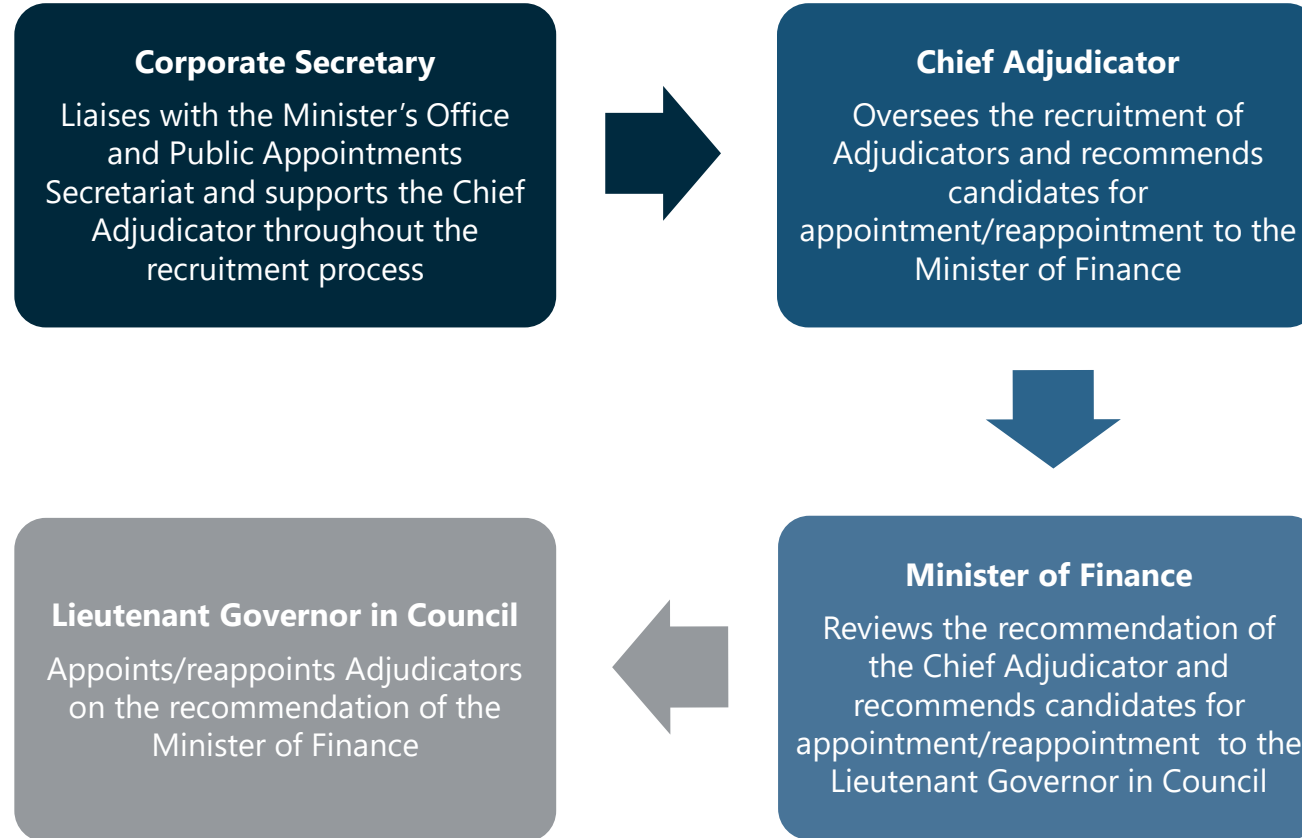 Corporate Secretary
Liaises with the Minister’s Office
and Public Appointments
Secretariat and supports the Chief
Adjudicator throughout the
recruitment process
Chief Adjudicator
Oversees the recruitment of
Adjudicators and recommends
candidates for
appointment/reappointment to the
Minister of Finance
Minister of Finance
Reviews the recommendation of
the Chief Adjudicator and
recommends candidates for
appointment/reappointment  to the
Lieutenant Governor in Council
Lieutenant Governor in Council
Appoints/reappoints Adjudicators
on the recommendation of the
Minister of Finance